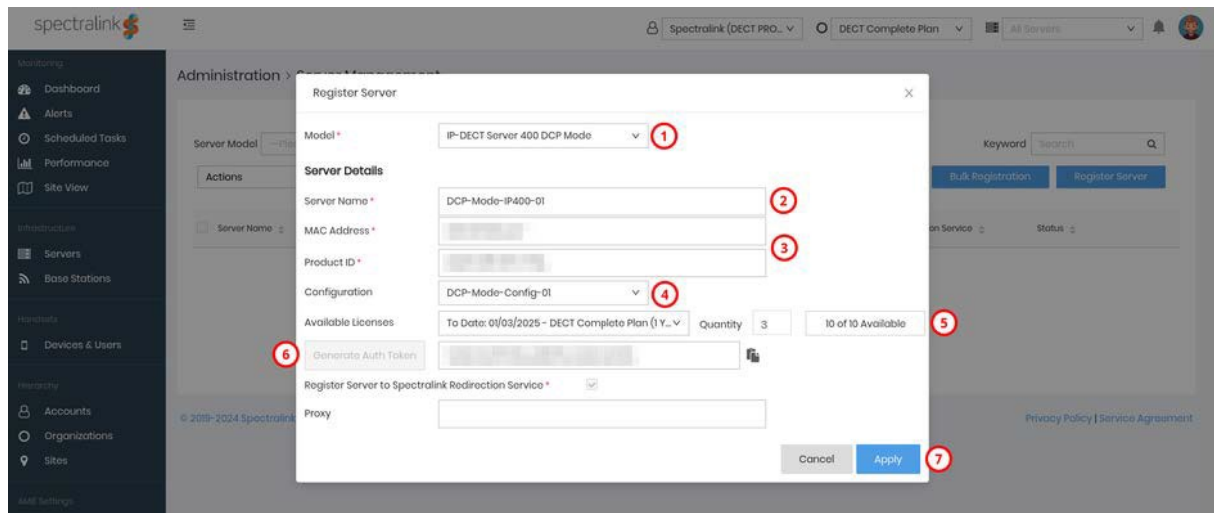 spectralink
Spectralink (DECT PRO... DECT Complete Plan All Servers
Monitoring
Dashboard
Alerts
Scheduled Tasks
Performance
Site View
Infrastructure
Servers
Base Stations
Handsets
Devices & Users
Hierarchy
Accounts
Organizations
Sites
AMIE Settings
Administration > Server Management
Server Model
Keyword Search
Actions
Bulk Registration Register Server
Server Name on Service Status
Register Server
Model * IP-DECT Server 400 DCP Mode 1
Server Details
Server Name * DCP-Mode-IP400-01 2
MAC Address *
3
Product ID *
Configuration DCP-Mode-Config-01 4
Available Licenses To Date: 01/03/2025 - DECT Complete Plan (1 Y... Quantity 3 10 of 10 Available 5
6 Generate Auth Token
Register Server to Spectralink Redirection Service *
Proxy
Cancel Apply 7
© 2019-2024 Spectralink
Privacy Policy | Service Agreement